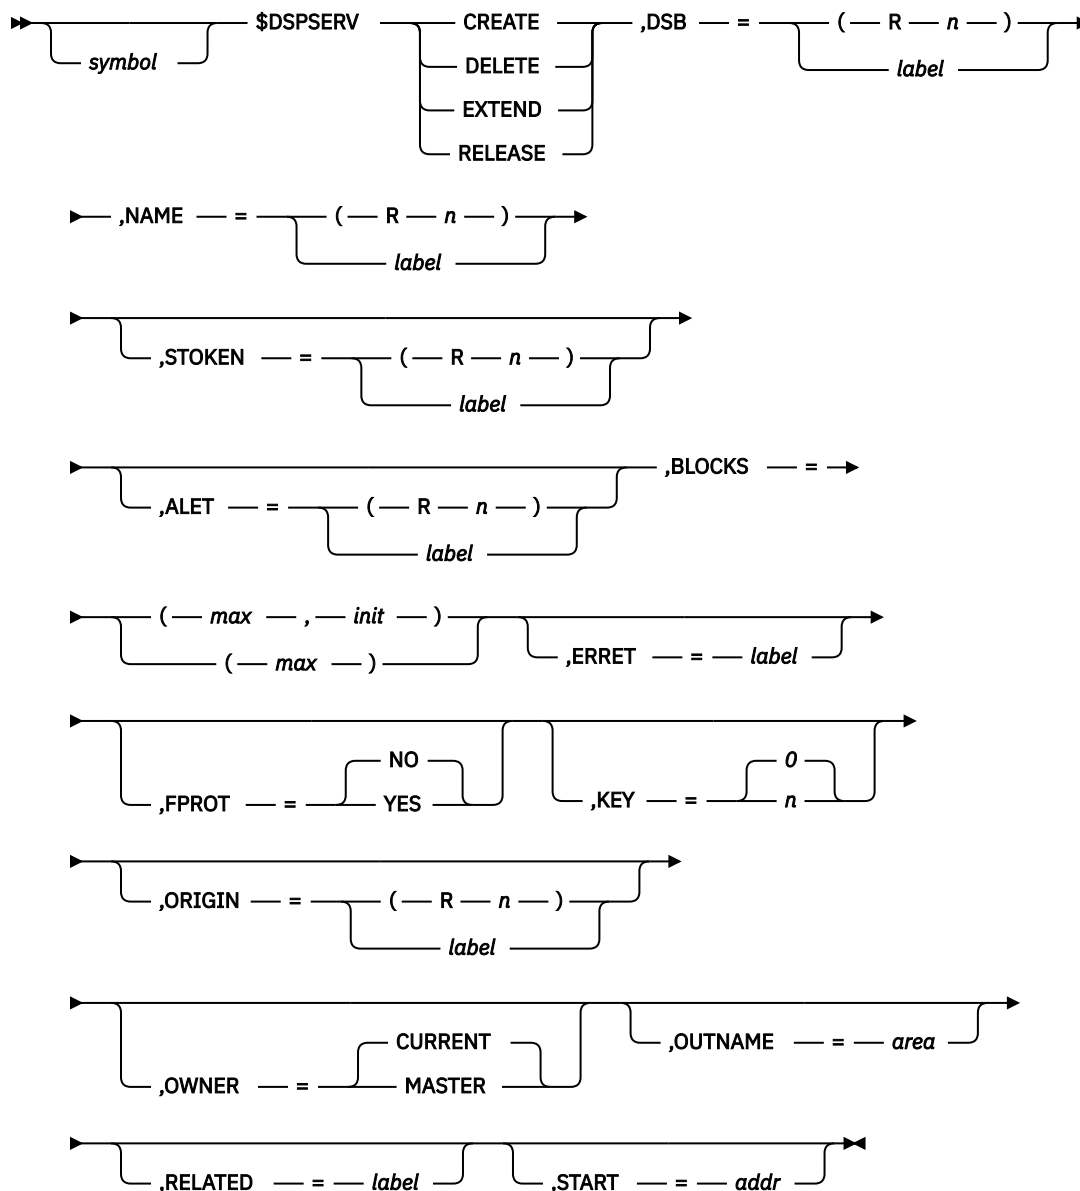 $DSPSERV CREATE ,DSB = ( R n )
symbol DELETE label
EXTEND
RELEASE
,NAME = ( R n )
label
,STOKEN = ( R n )
label
,BLOCKS =
,ALET = ( R n )
label
( max , init )
( max ) ,ERRET = label
NO 0
,FPROT = YES ,KEY = n
,ORIGIN = ( R n )
label
CURRENT ,OUTNAME = area
,OWNER = MASTER
,RELATED = label ,START = addr